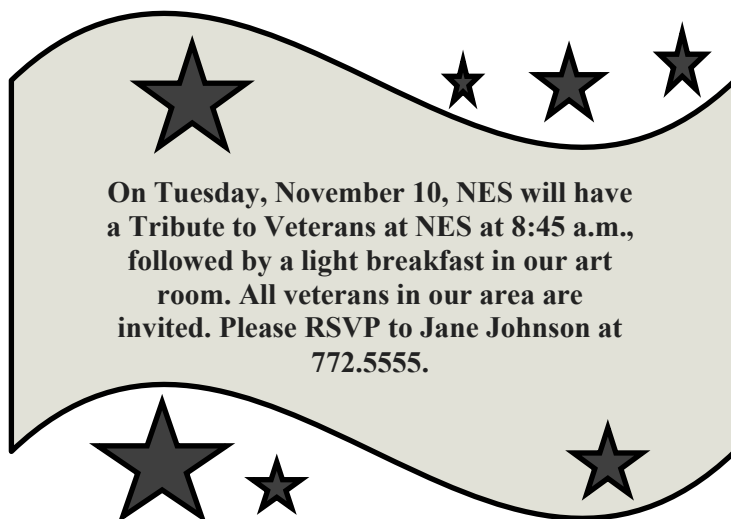 On Tuesday, November 10, NES will have
a Tribute to Veterans at NES at 8:45 a.m.,
followed by a light breakfast in our art
room. All veterans in our area are
invited. Please RSVP to Jane Johnson at
772.5555.